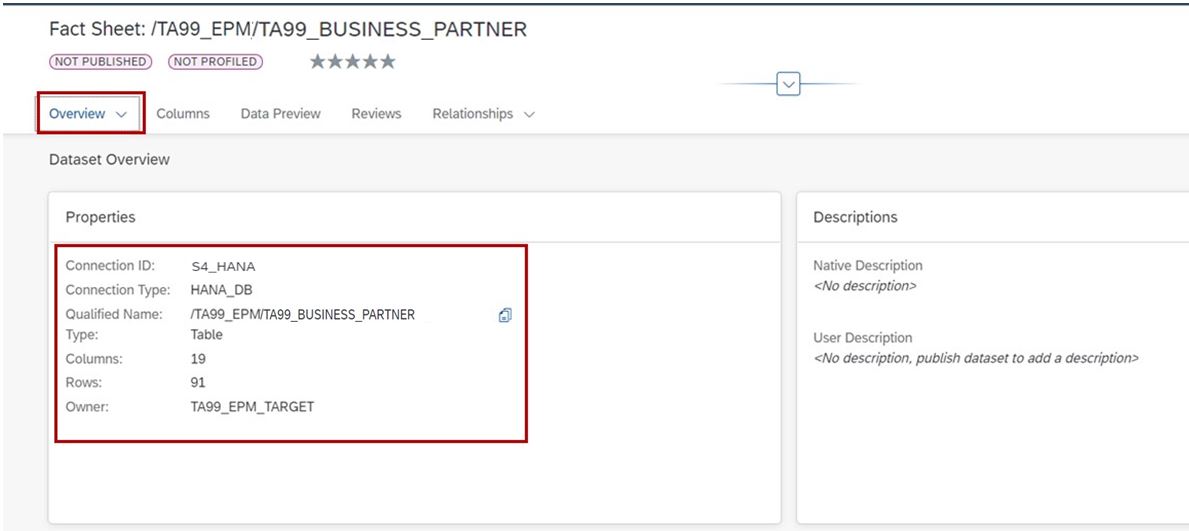 Fact Sheet: /TA99_EPM/TA99_BUSINESS_PARTNER
NOT PUBLISHED NOT PROFILED
Overview Columns Data Preview Reviews Relationships
Dataset Overview
Properties
Connection ID: S4_HANA
Connection Type: HANA_DB
Qualified Name: /TA99_EPM/TA99_BUSINESS_PARTNER
Type: Table
Columns: 19
Rows: 91
Owner: TA99_EPM_TARGET
Descriptions
Native Description
<No description>
User Description
<No description, publish dataset to add a description>